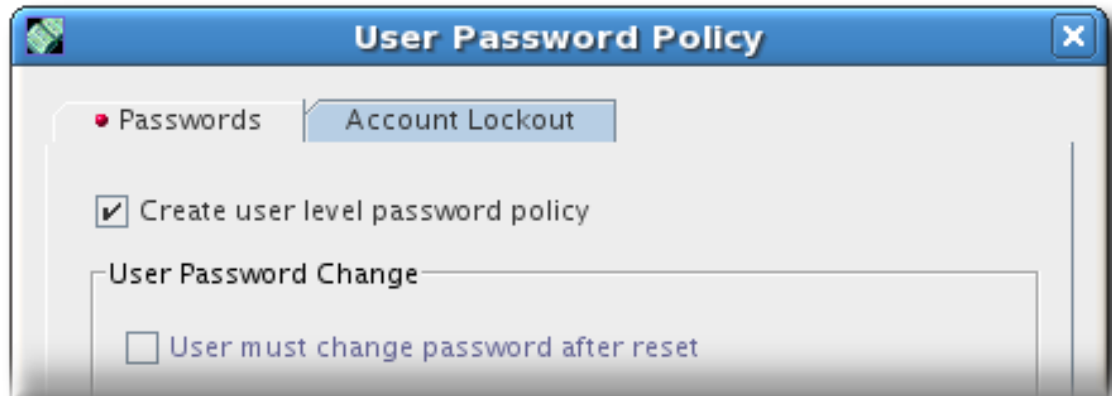 User Password Policy
Passwords
Account Lockout
Create user level password policy
User Password Change
User must change password after reset